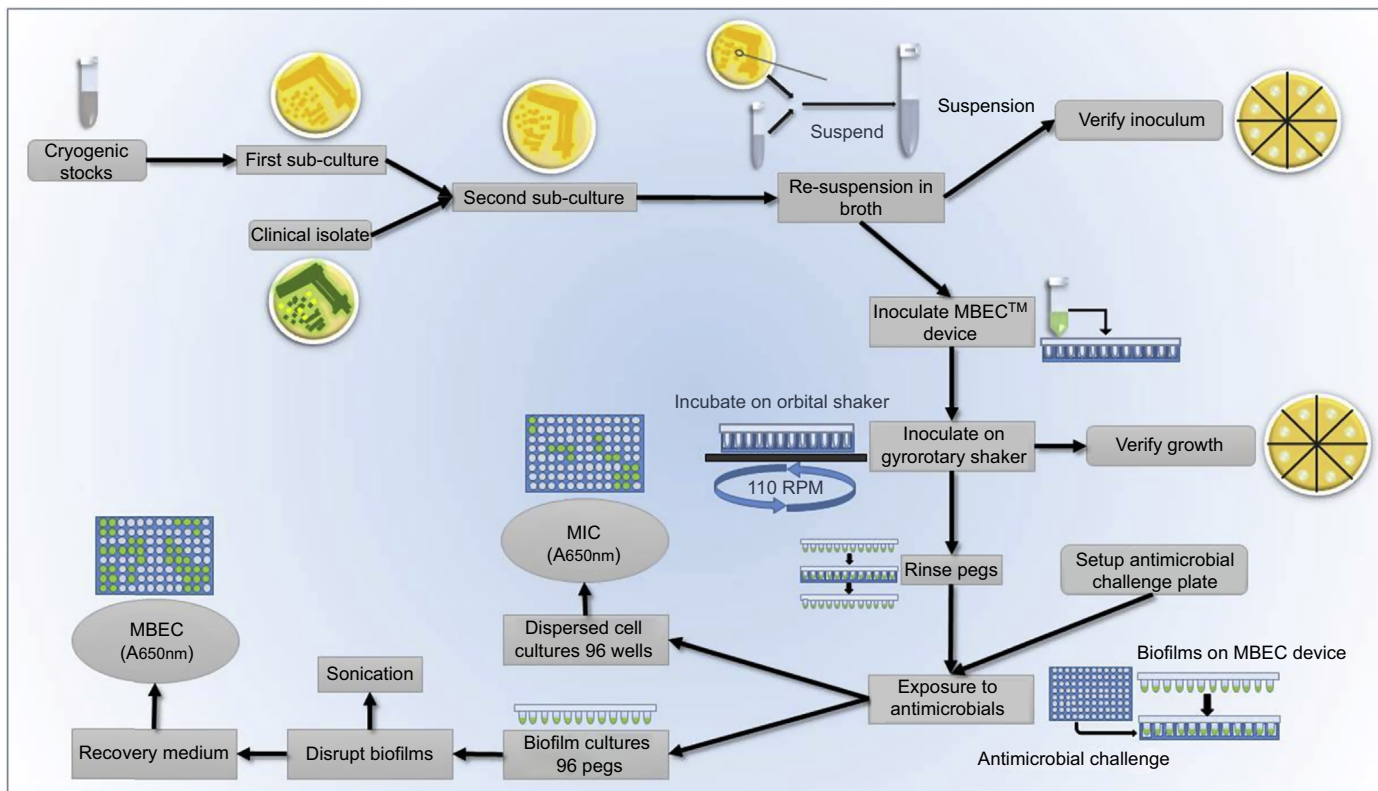 Cryogenic
stocks
First sub-culture
Clinical isolate
Second sub-culture
Suspend
Suspension
Re-suspension in
broth
Verify inoculum
Inoculate MBEC™
device
Incubate on orbital shaker
110 RPM
Inoculate on
gyrorotary shaker
Verify growth
Rinse pegs
Setup antimicrobial
challenge plate
Exposure to
antimicrobials
Biofilms on MBEC device
Antimicrobial challenge
MIC
(A650nm)
Dispersed cell
cultures 96 wells
Biofilm cultures
96 pegs
Sonication
Disrupt biofilms
MBEC
(A650nm)
Recovery medium